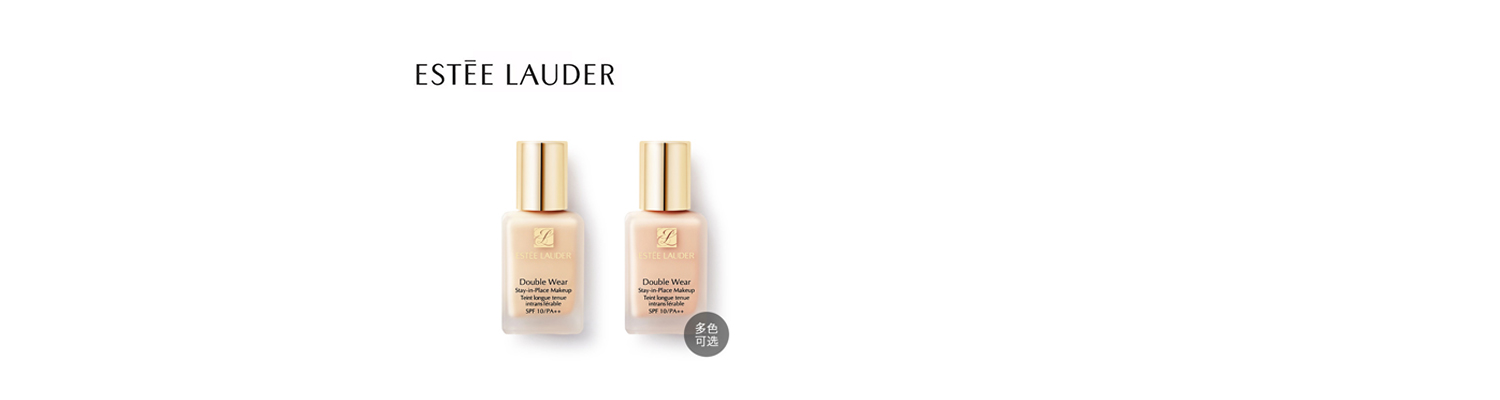 ESTĒE LAUDER
ESTĒE LAUDER
Double Wear
Stay-in-Place Makeup
Teint longue tenue
intransférable
SPF 10/PA++
ESTĒE LAUDER
Double Wear
Stay-in-Place Makeup
Teint longue tenue
intransférable
SPF 10/PA++
多色
可选